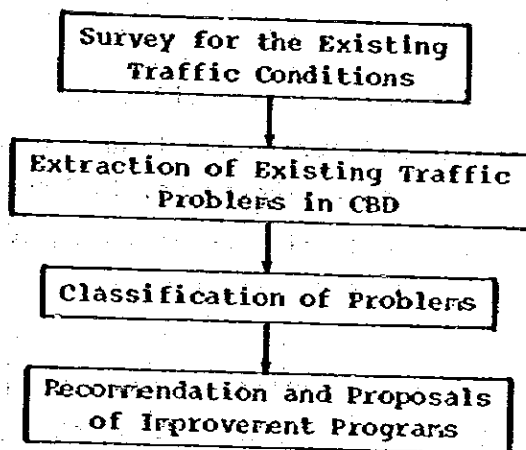 Survey for the Existing
Traffic Conditions
Extraction of Existing Traffic
Problems in CBD
Classification of Problems
Recommendation and Proposals
of Improvement Programs